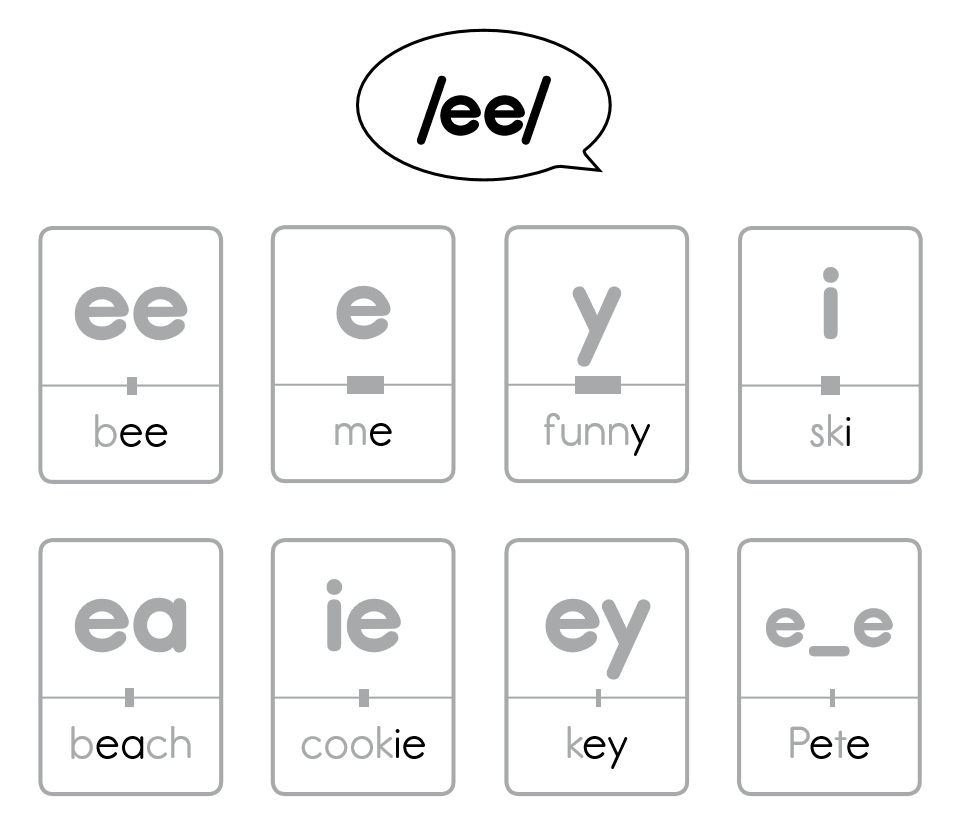 /ee/
ee e y i
bee me funny ski
ea ie ey e_e
beach cookie key Pete